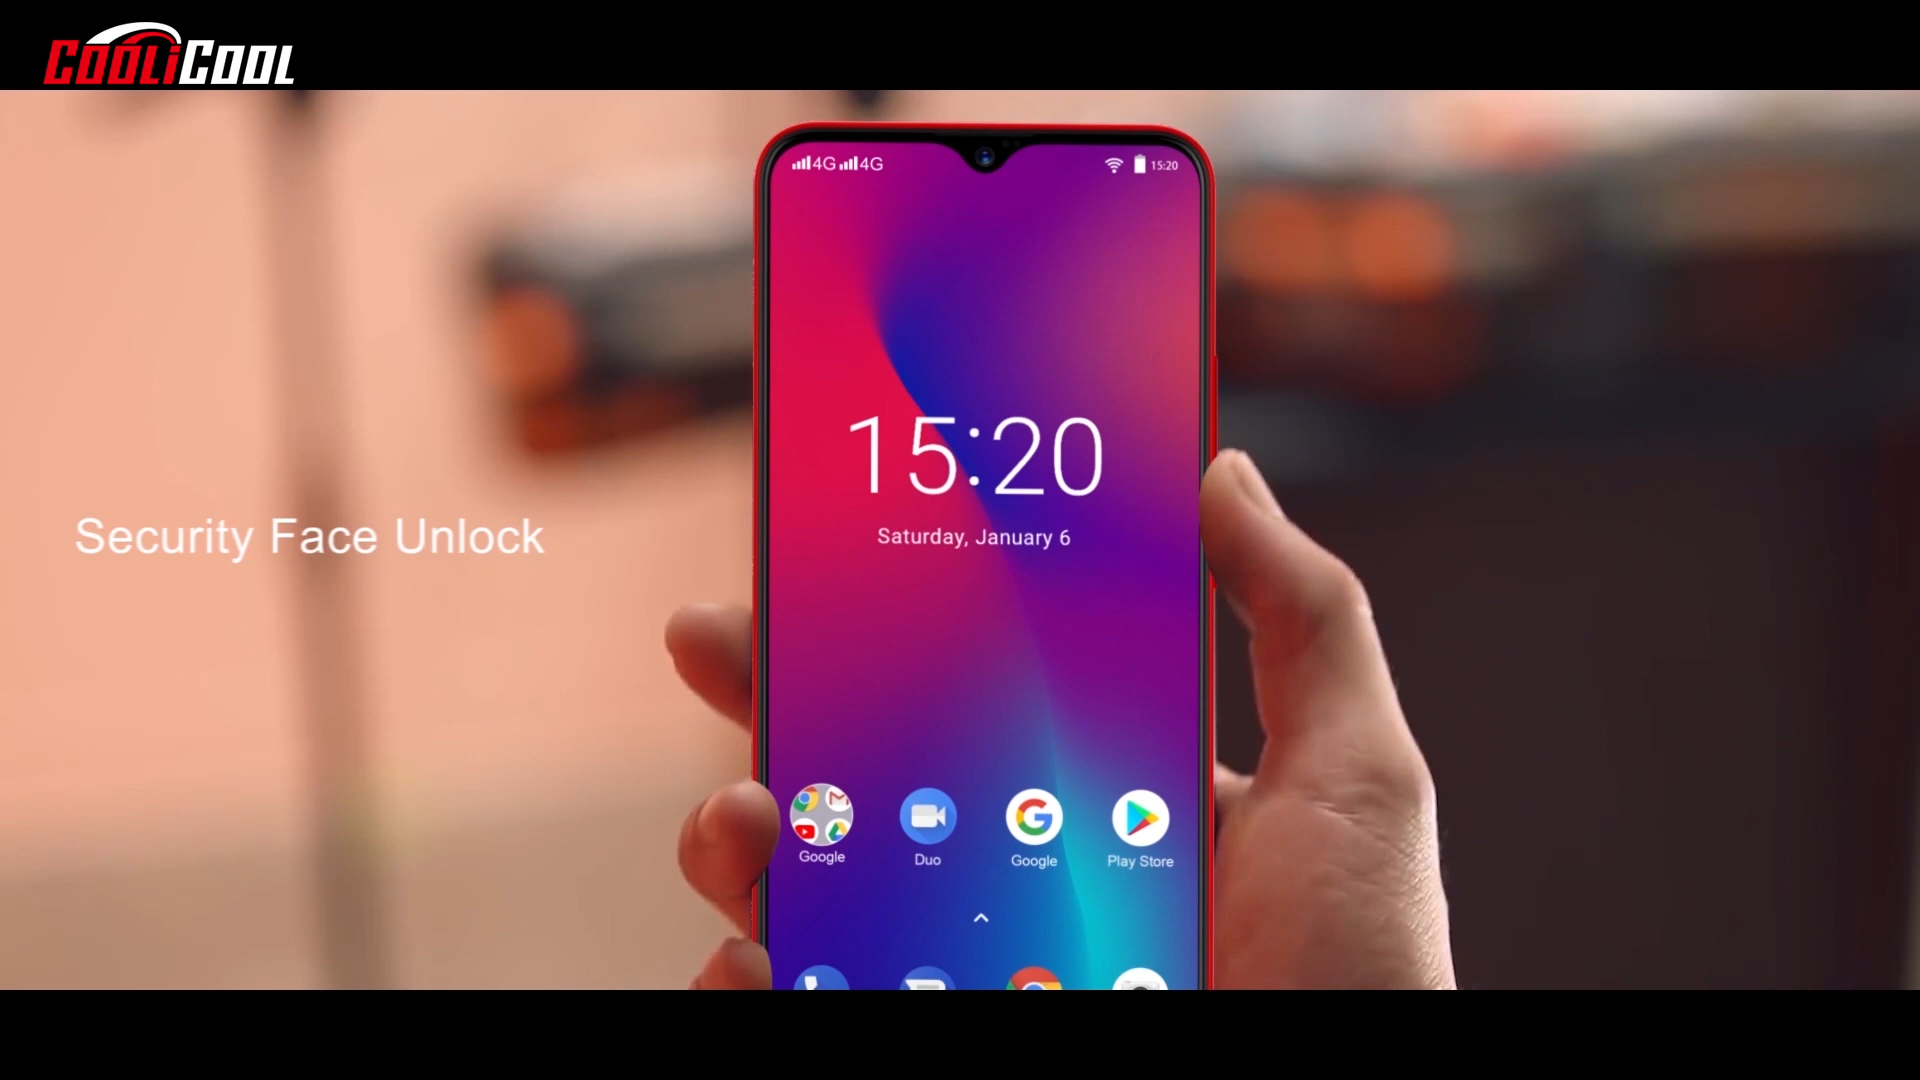 COOLiCOOL
4G 4G
15:20
15:20
Saturday, January 6
Security Face Unlock
Google
Duo
Google
Play Store